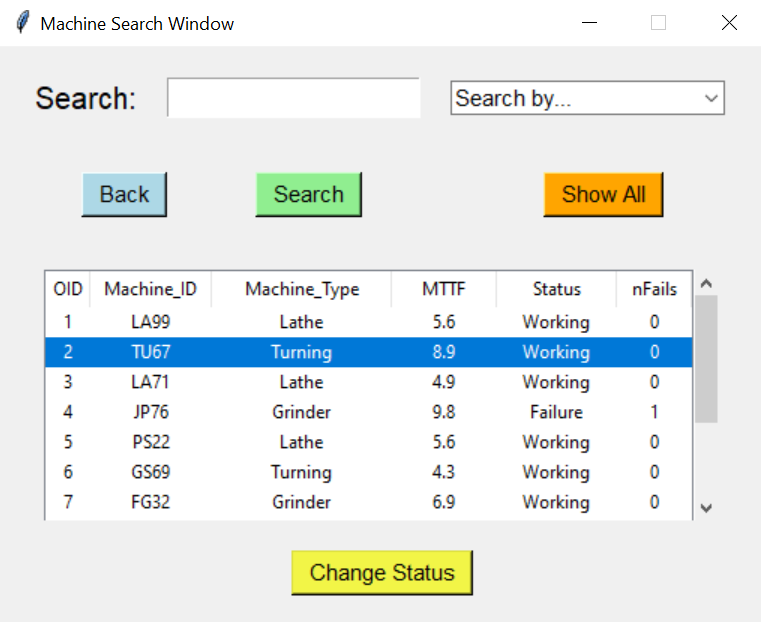 Machine Search Window
Search: Search by...
Back Search Show All
OID Machine_ID Machine_Type MTTF Status nFails
1 LA99 Lathe 5.6 Working 0
2 TU67 Turning 8.9 Working 0
3 LA71 Lathe 4.9 Working 0
4 JP76 Grinder 9.8 Failure 1
5 PS22 Lathe 5.6 Working 0
6 GS69 Turning 4.3 Working 0
7 FG32 Grinder 6.9 Working 0
Change Status